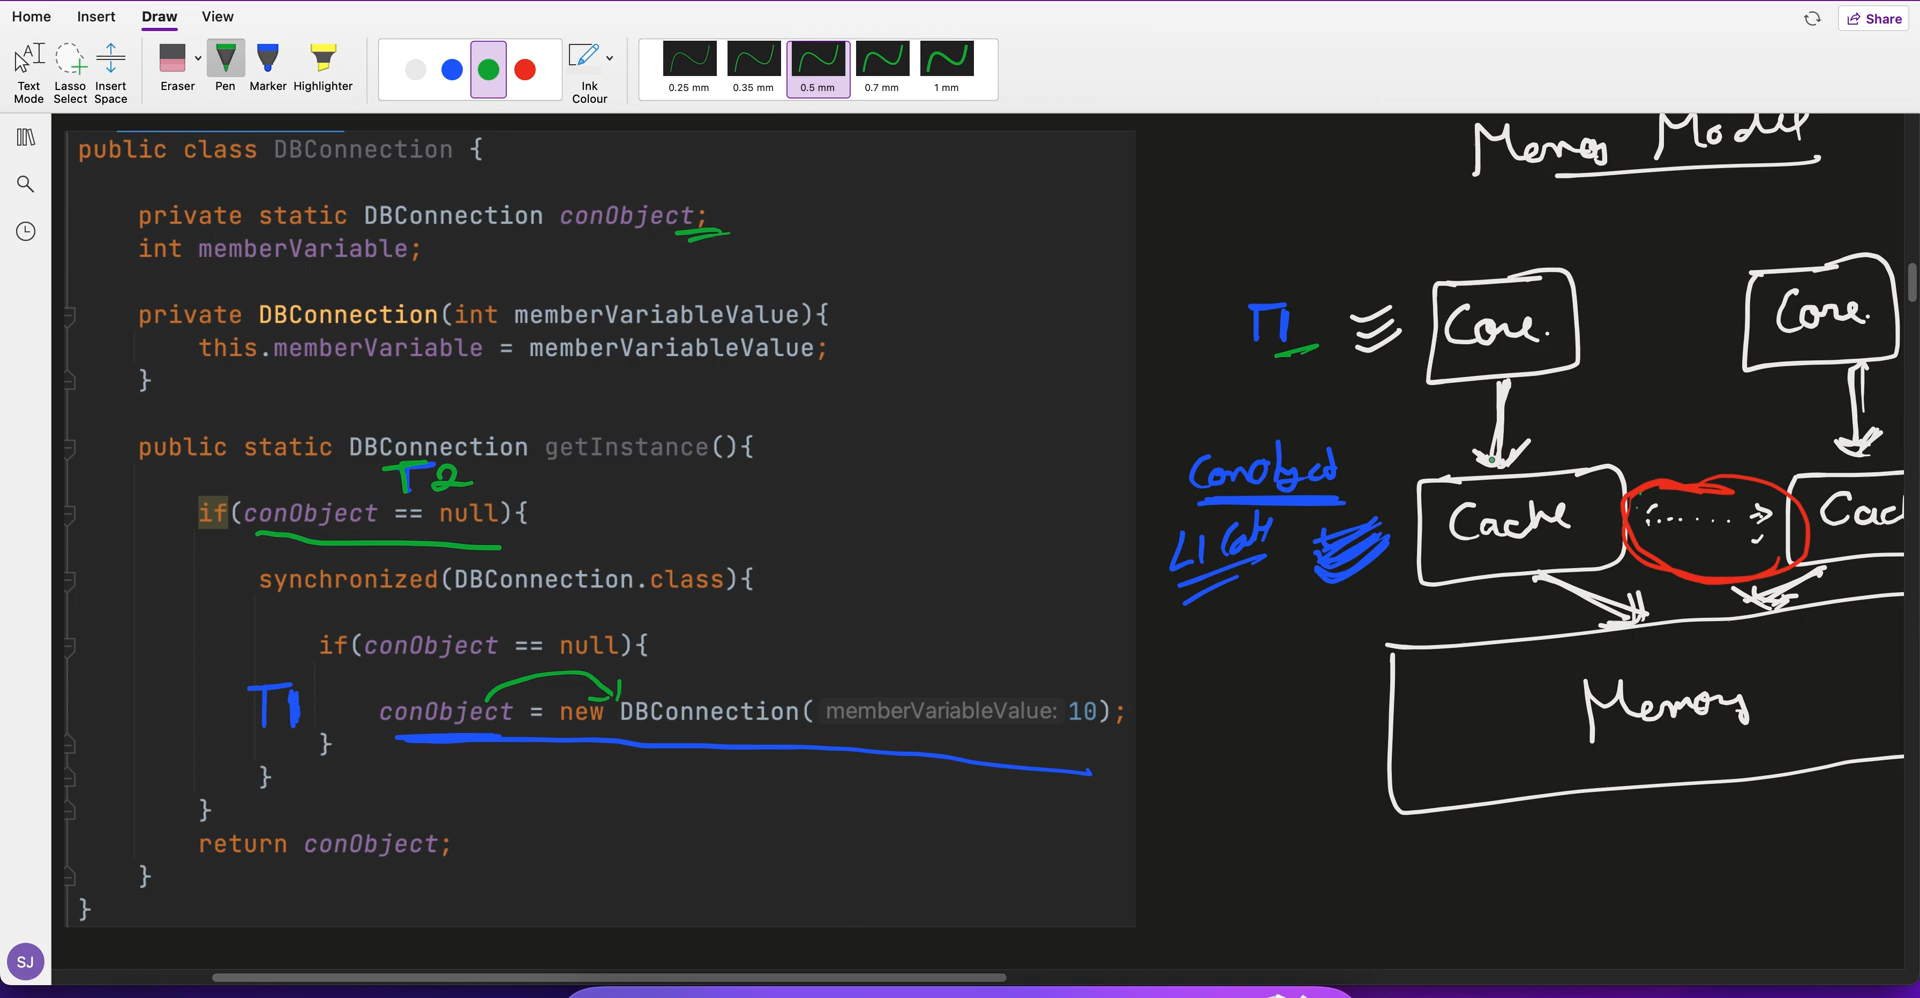 Home Insert Draw View
Share
Text Mode
Lasso Select
Insert Space
Eraser
Pen
Marker
Highlighter
Ink Colour
0.25 mm
0.35 mm
0.5 mm
0.7 mm
1 mm
public class DBConnection {
private static DBConnection conObject;
int memberVariable;
private DBConnection(int memberVariableValue){
this.memberVariable = memberVariableValue;
}
public static DBConnection getInstance(){
T2
if(conObject == null){
synchronized(DBConnection.class){
if(conObject == null){
T1
conObject = new DBConnection( memberVariableValue: 10);
}
}
}
return conObject;
}
}
SJ
Memory Model
T1
Core.
Core.
ConObject
L1 Cache
Cache
Cac
Memory